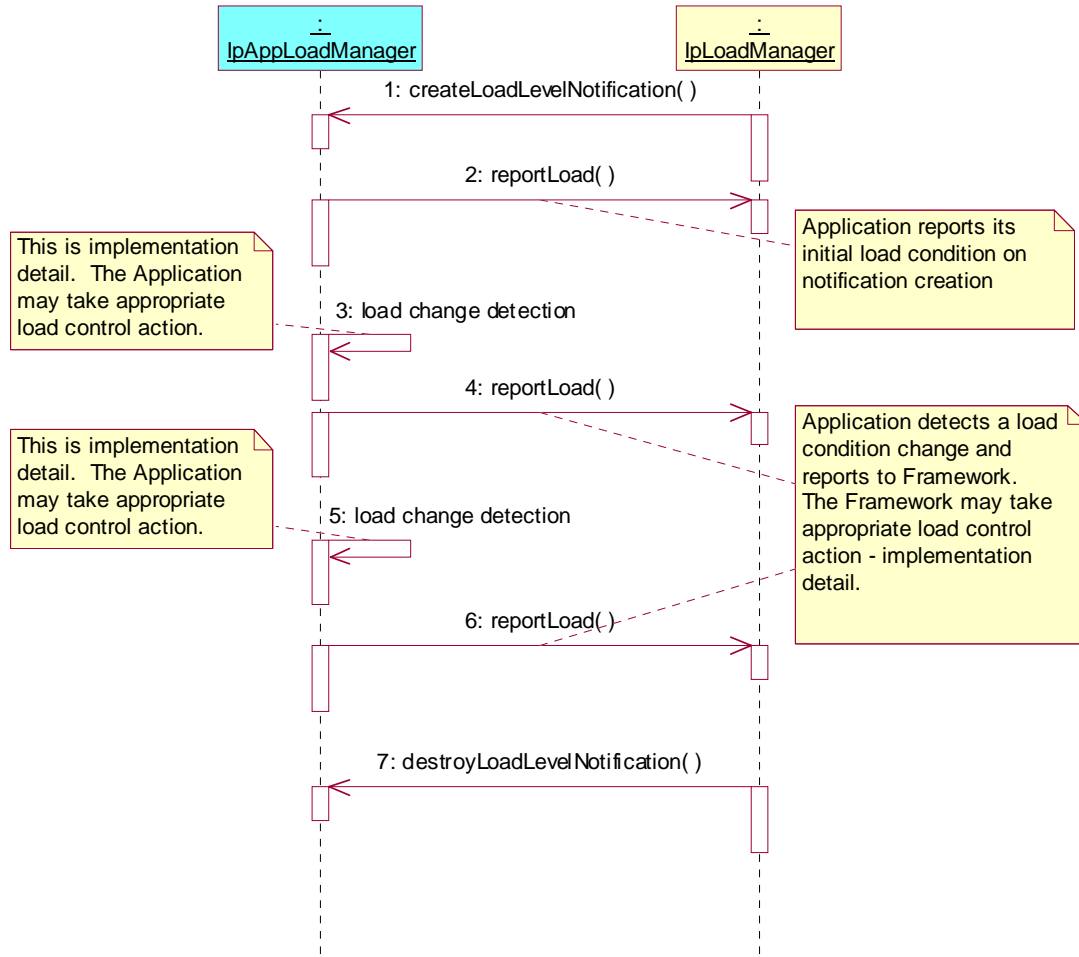 :
IpAppLoadManager
:
IpLoadManager
1: createLoadLevelNotification( )
2: reportLoad( )
Application reports its
initial load condition on
notification creation
This is implementation
detail. The Application
may take appropriate
load control action.
3: load change detection
4: reportLoad( )
Application detects a load
condition change and
reports to Framework.
The Framework may take
appropriate load control
action - implementation
detail.
This is implementation
detail. The Application
may take appropriate
load control action.
5: load change detection
6: reportLoad( )
7: destroyLoadLevelNotification( )